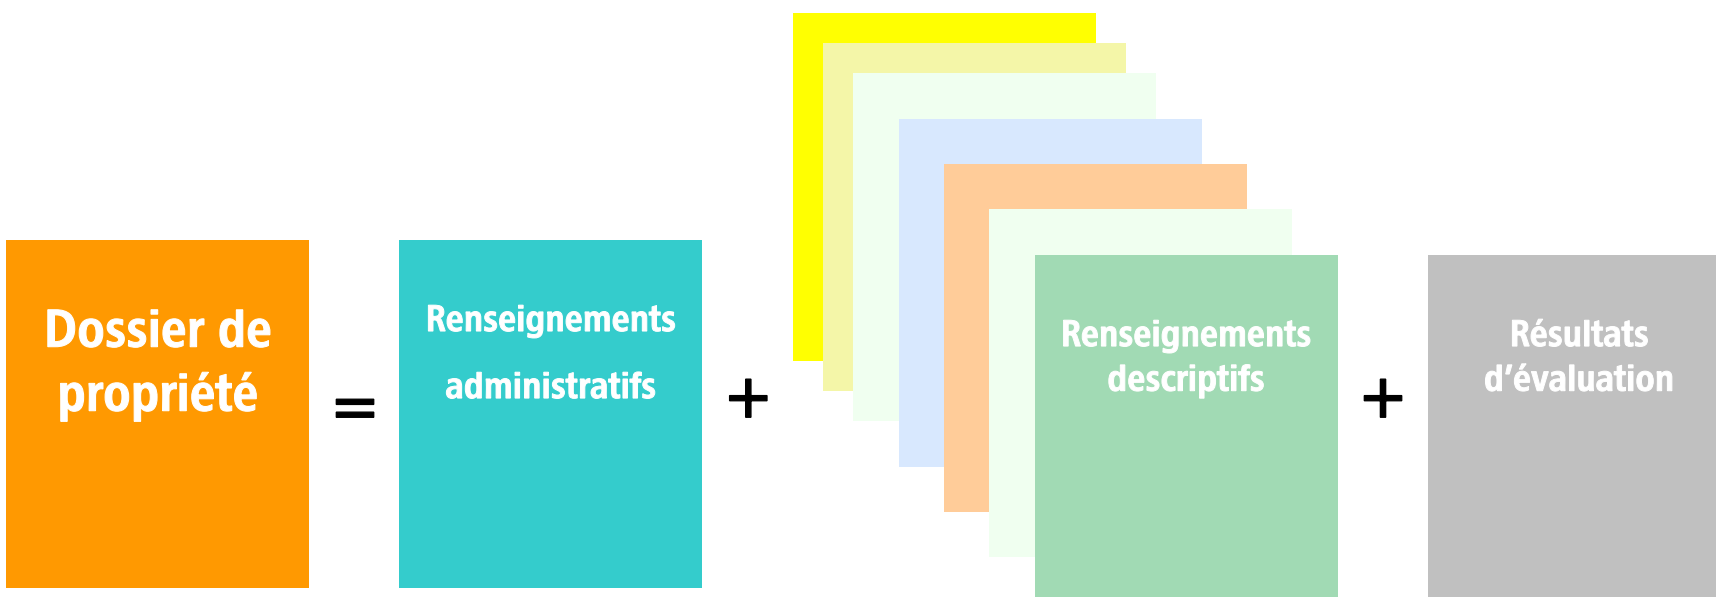 Dossier de
propriété
=
Renseignements
administratifs
+
Renseignements
descriptifs
+
Résultats
d’évaluation